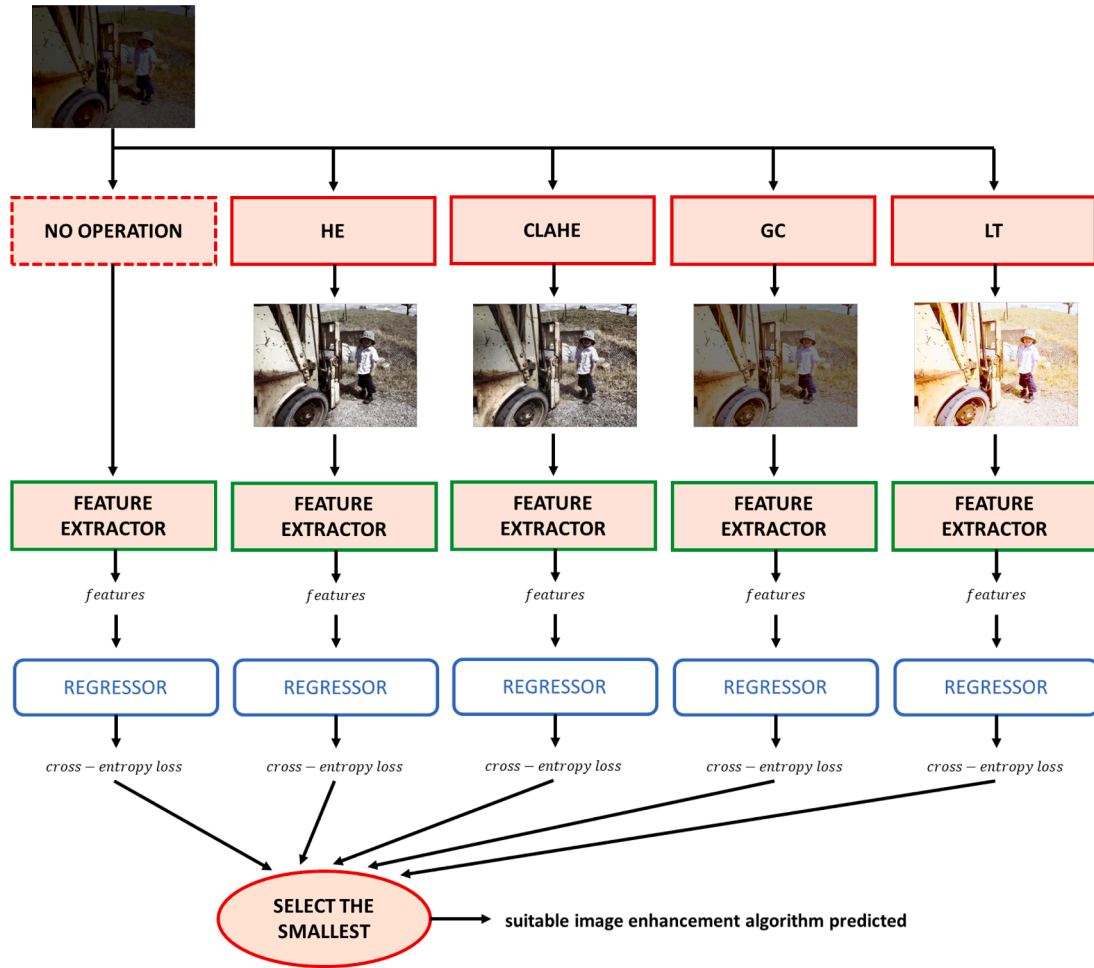 NO OPERATION
HE
CLAHE
GC
LT
FEATURE
EXTRACTOR
FEATURE
EXTRACTOR
FEATURE
EXTRACTOR
FEATURE
EXTRACTOR
FEATURE
EXTRACTOR
features
features
features
features
features
REGRESSOR
REGRESSOR
REGRESSOR
REGRESSOR
REGRESSOR
cross − entropy loss
cross − entropy loss
cross − entropy loss
cross − entropy loss
cross − entropy loss
SELECT THE
SMALLEST
suitable image enhancement algorithm predicted